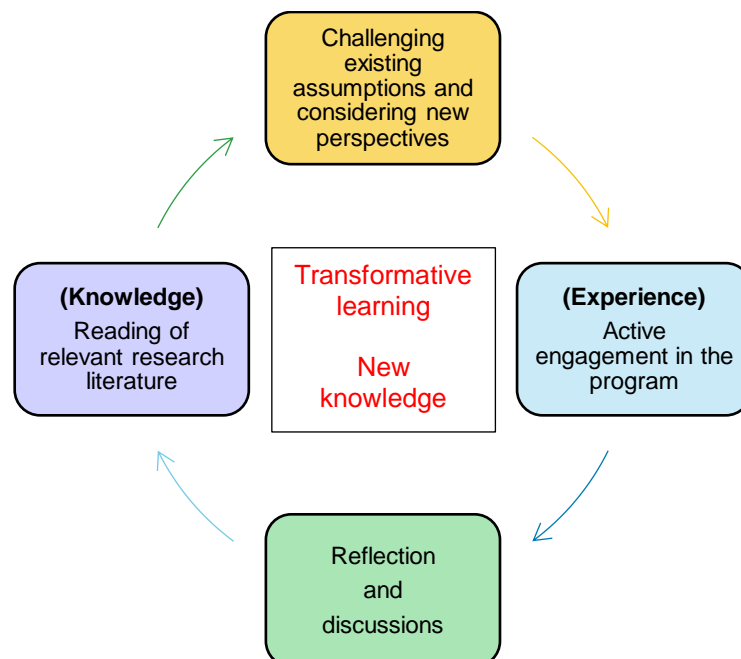 Challenging
existing
assumptions and
considering new
perspectives
(Knowledge)
Reading of
relevant research
literature
Transformative
learning
New
knowledge
(Experience)
Active
engagement in the
program
Reflection
and
discussions